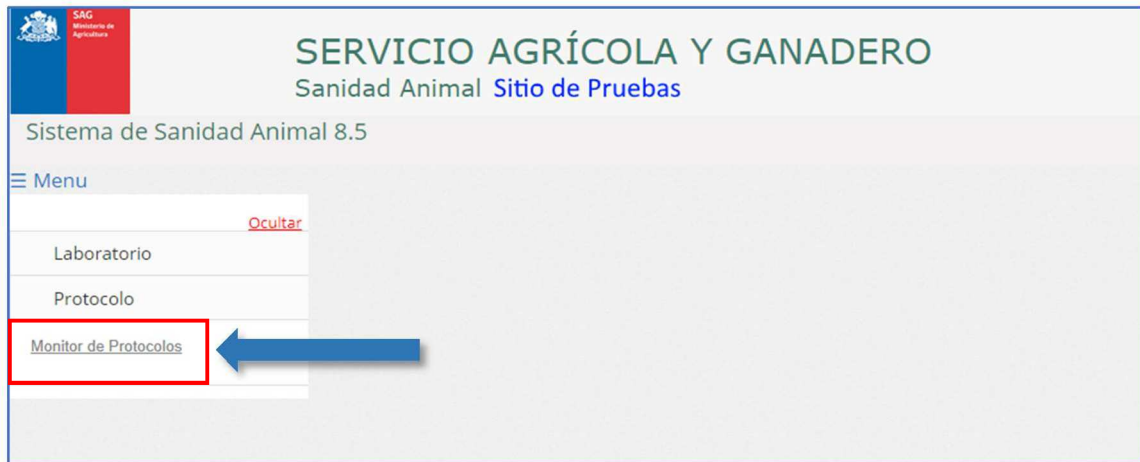 SAG
Ministerio de
Agricultura
SERVICIO AGRÍCOLA Y GANADERO
Sanidad Animal Sitio de Pruebas
Sistema de Sanidad Animal 8.5
☰ Menu
Ocultar
Laboratorio
Protocolo
Monitor de Protocolos